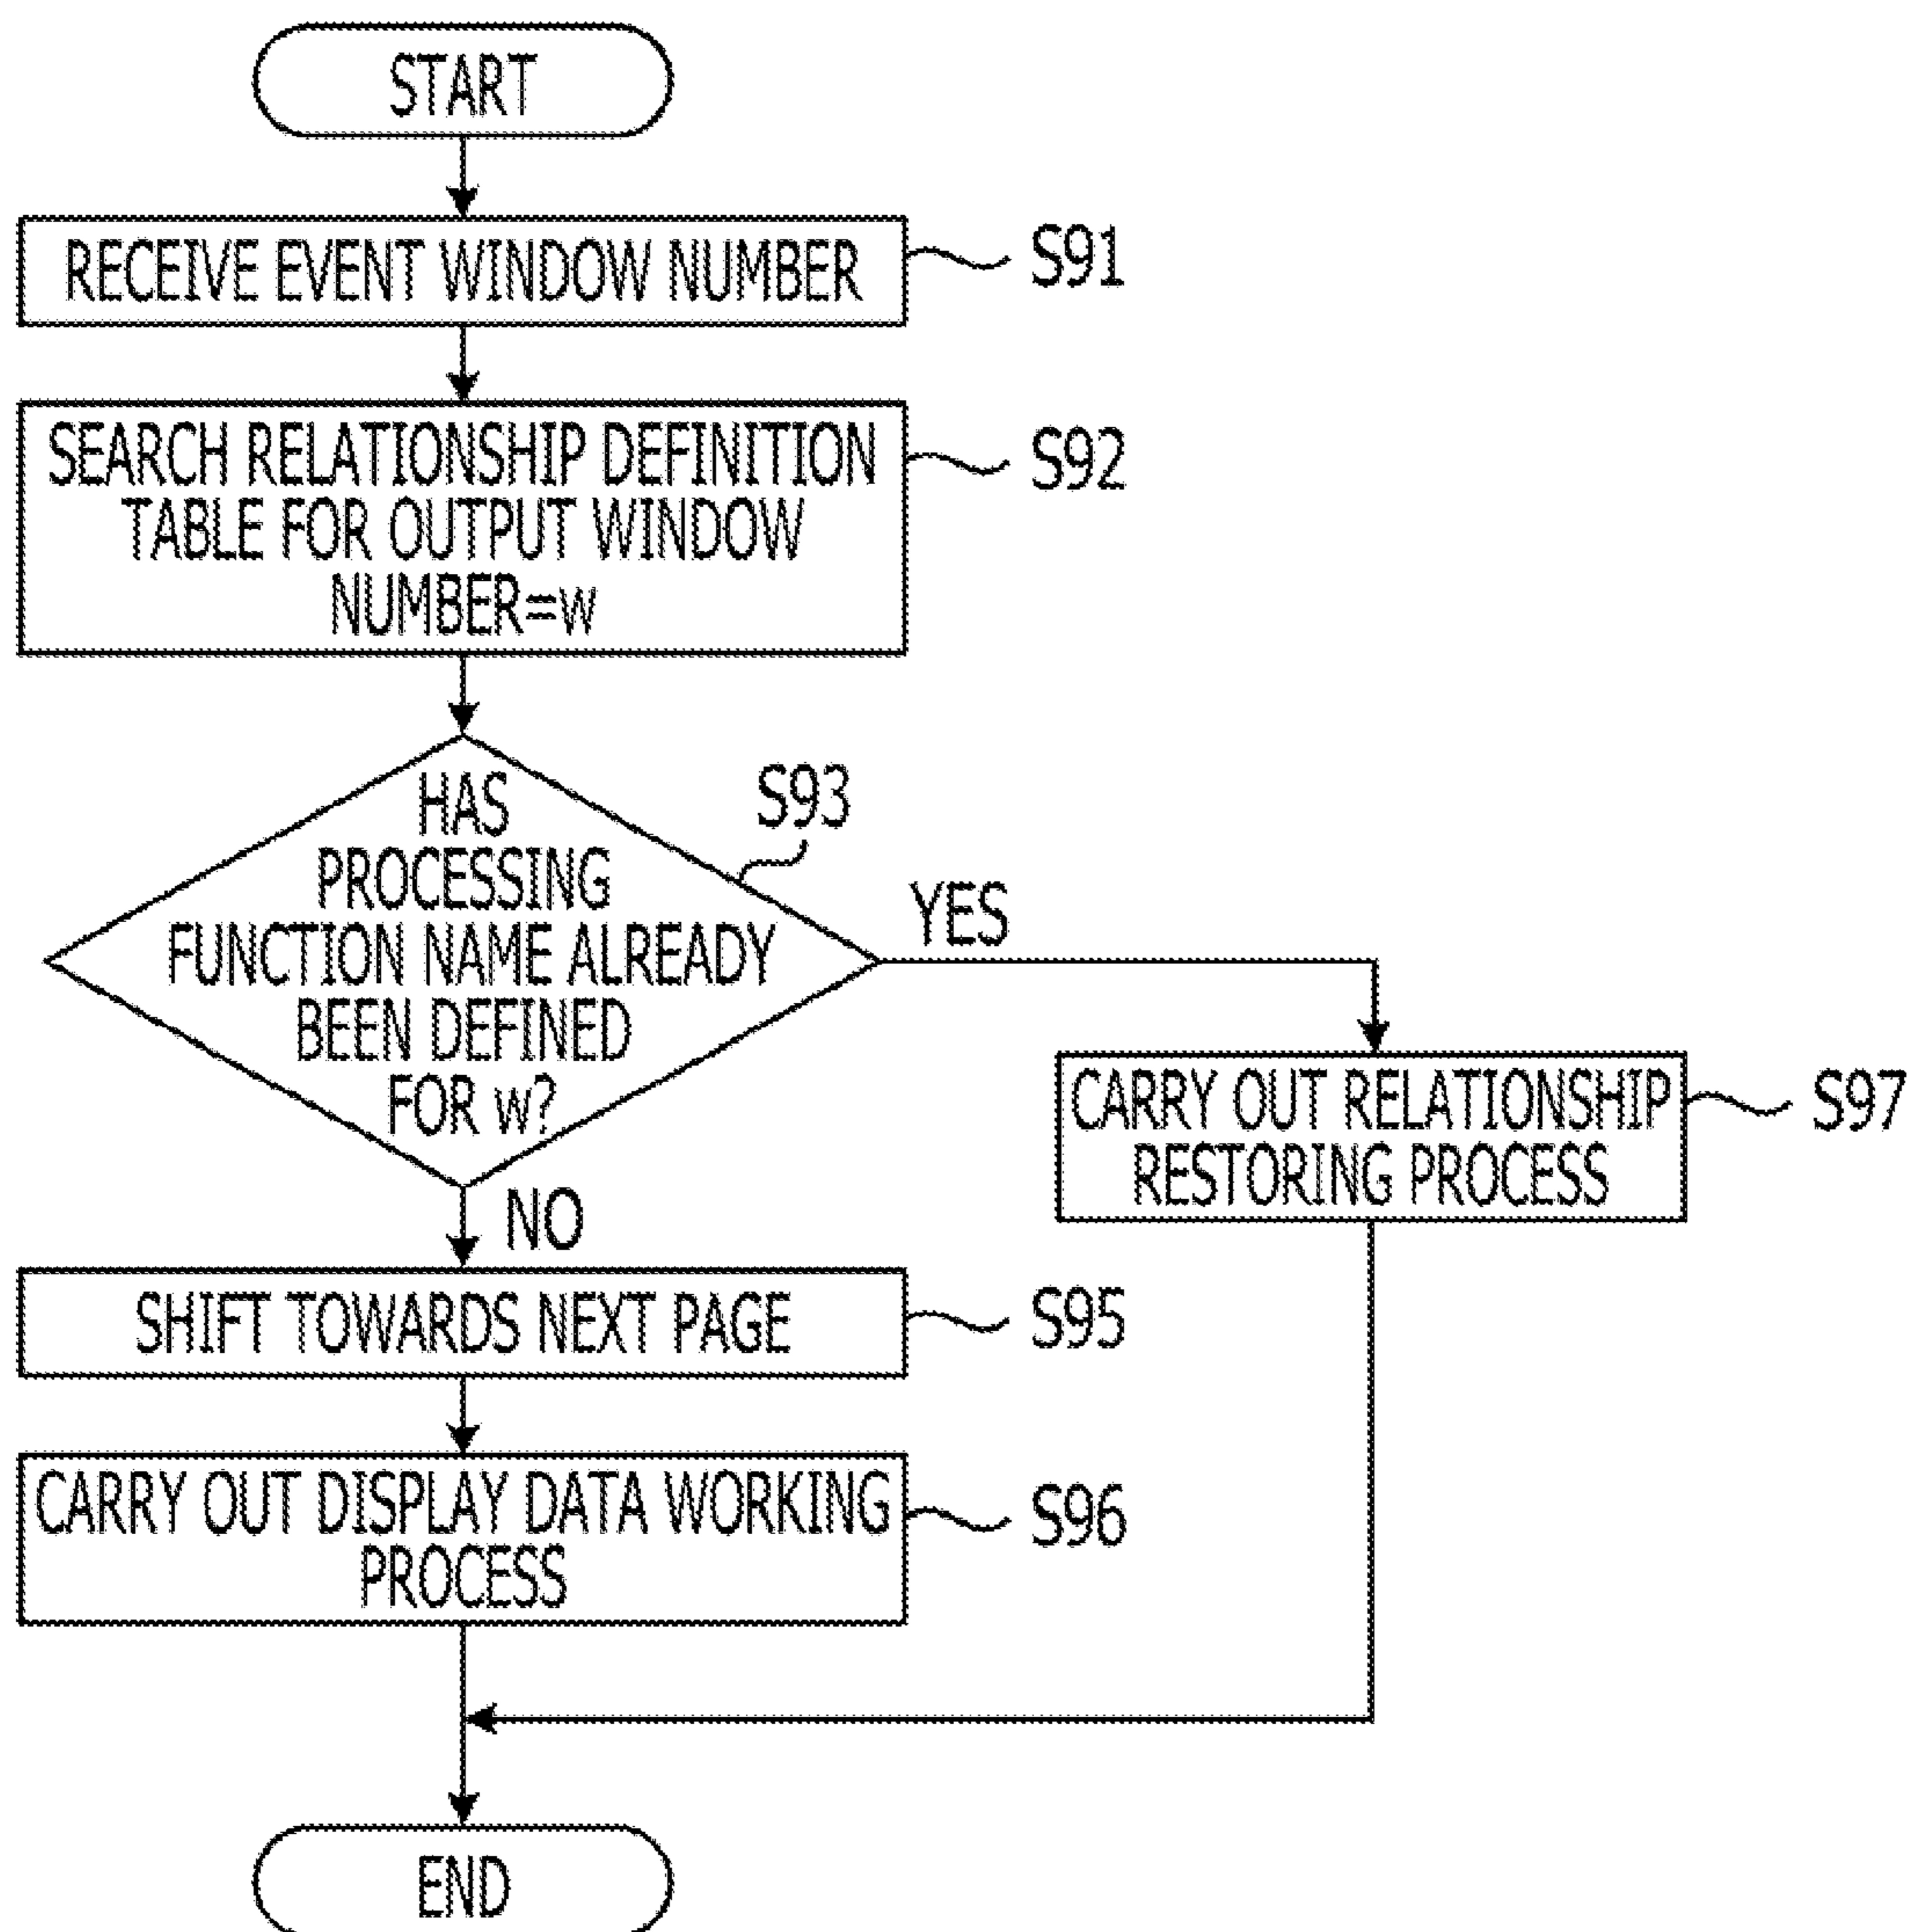 START
RECEIVE EVENT WINDOW NUMBER
S91
SEARCH RELATIONSHIP DEFINITION
TABLE FOR OUTPUT WINDOW
NUMBER=w
S92
HAS
PROCESSING
FUNCTION NAME ALREADY
BEEN DEFINED
FOR w?
S93
YES
NO
CARRY OUT RELATIONSHIP
RESTORING PROCESS
S97
SHIFT TOWARDS NEXT PAGE
S95
CARRY OUT DISPLAY DATA WORKING
PROCESS
S96
END